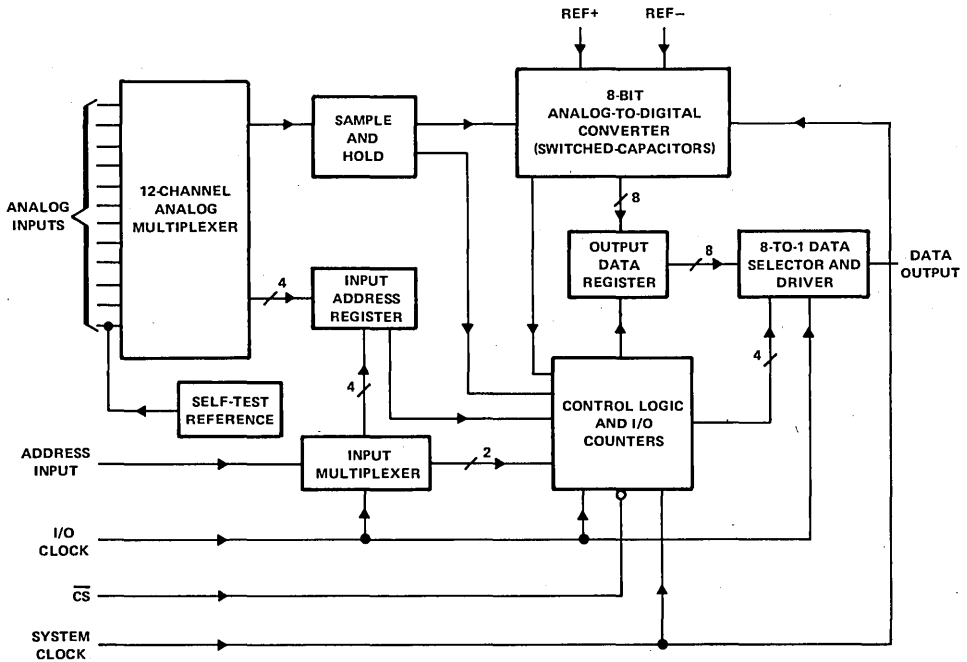 REF+
REF−
8-BIT
ANALOG-TO-DIGITAL
CONVERTER
(SWITCHED-CAPACITORS)
SAMPLE
AND
HOLD
12-CHANNEL
ANALOG
MULTIPLEXER
ANALOG
INPUTS
8
OUTPUT
DATA
REGISTER
8
8-TO-1 DATA
SELECTOR AND
DRIVER
DATA
OUTPUT
4
INPUT
ADDRESS
REGISTER
4
4
SELF-TEST
REFERENCE
CONTROL LOGIC
AND I/O
COUNTERS
ADDRESS
INPUT
INPUT
MULTIPLEXER
2
I/O
CLOCK
C̅S̅
SYSTEM
CLOCK